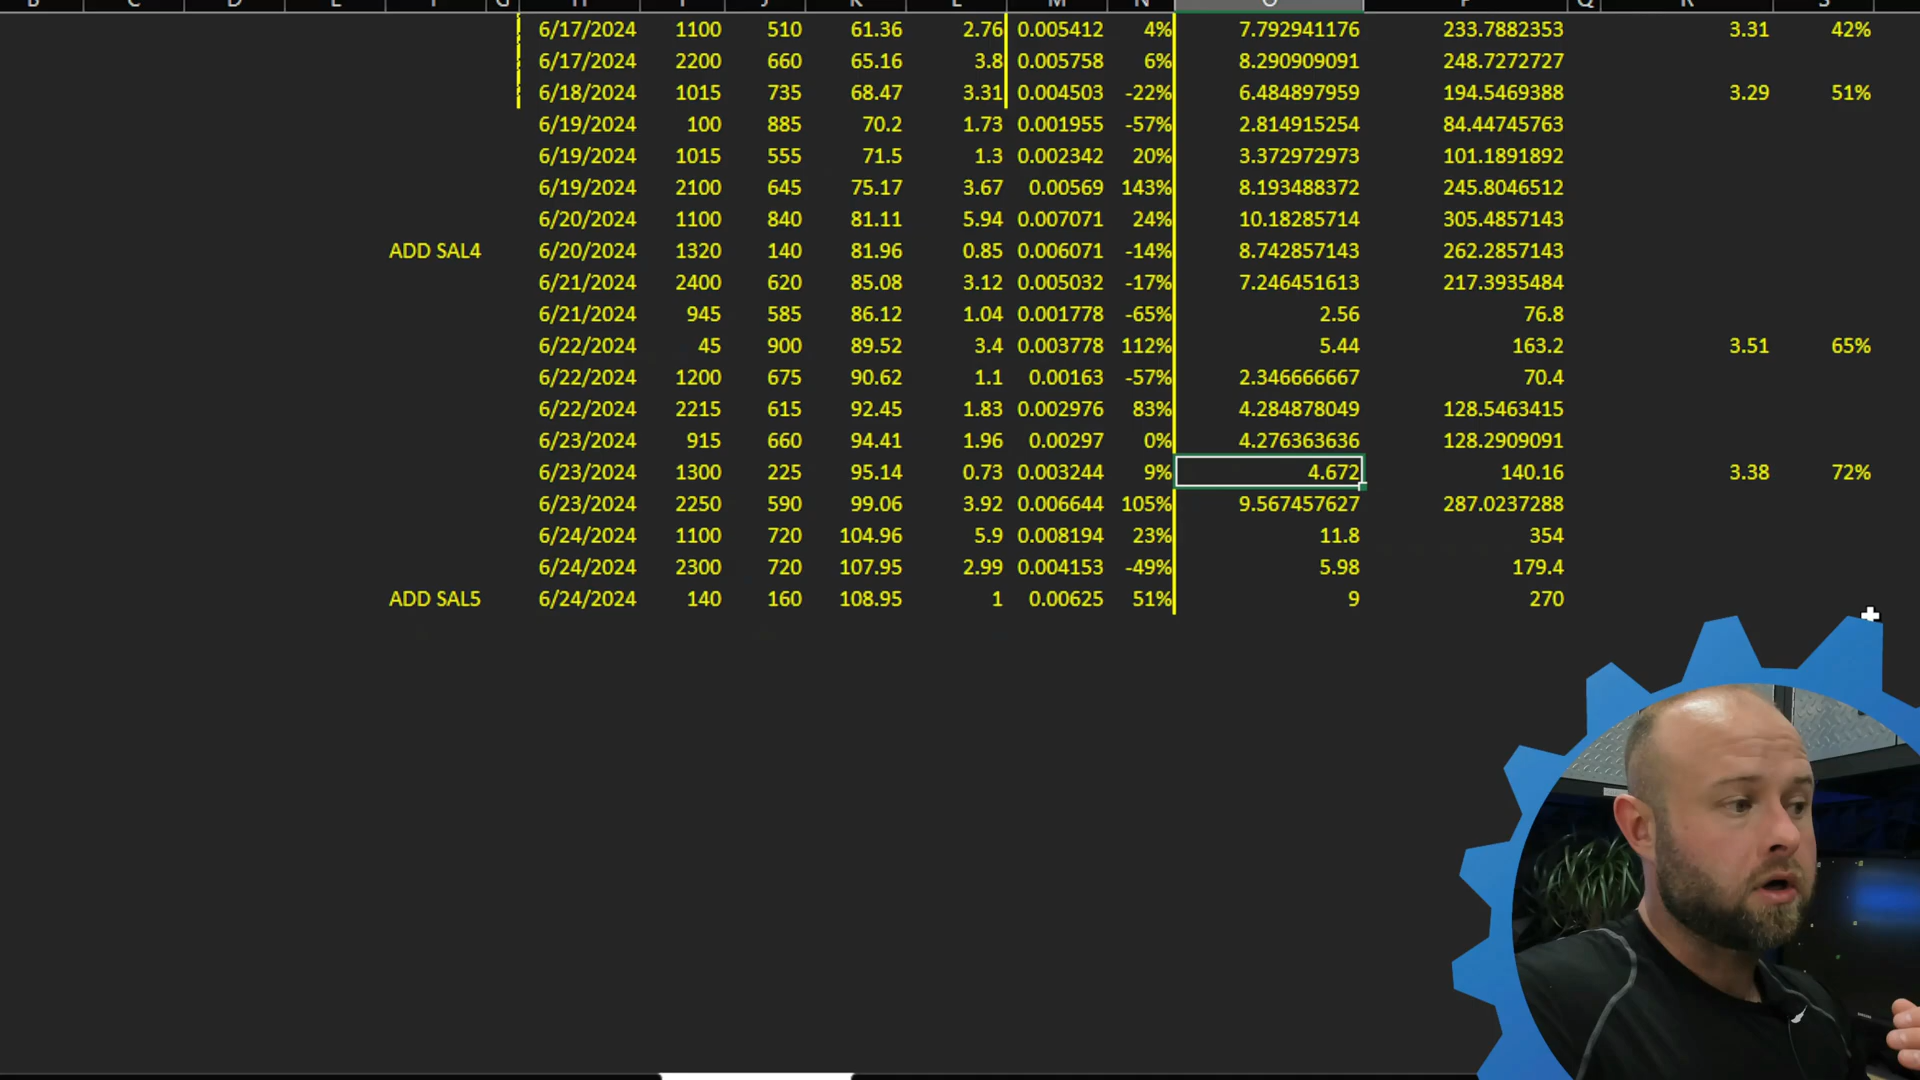 6/17/2024 1100 510 61.36 2.76 0.005412 4% 7.792941176 233.7882353 3.31 42%
6/17/2024 2200 660 65.16 3.8 0.005758 6% 8.290909091 248.7272727
6/18/2024 1015 735 68.47 3.31 0.004503 -22% 6.484897959 194.5469388 3.29 51%
6/19/2024 100 885 70.2 1.73 0.001955 -57% 2.814915254 84.44745763
6/19/2024 1015 555 71.5 1.3 0.002342 20% 3.372972973 101.1891892
6/19/2024 2100 645 75.17 3.67 0.00569 143% 8.193488372 245.8046512
6/20/2024 1100 840 81.11 5.94 0.007071 24% 10.18285714 305.4857143
ADD SAL4 6/20/2024 1320 140 81.96 0.85 0.006071 -14% 8.742857143 262.2857143
6/21/2024 2400 620 85.08 3.12 0.005032 -17% 7.246451613 217.3935484
6/21/2024 945 585 86.12 1.04 0.001778 -65% 2.56 76.8
6/22/2024 45 900 89.52 3.4 0.003778 112% 5.44 163.2 3.51 65%
6/22/2024 1200 675 90.62 1.1 0.00163 -57% 2.346666667 70.4
6/22/2024 2215 615 92.45 1.83 0.002976 83% 4.284878049 128.5463415
6/23/2024 915 660 94.41 1.96 0.00297 0% 4.276363636 128.2909091
6/23/2024 1300 225 95.14 0.73 0.003244 9% 4.672 140.16 3.38 72%
6/23/2024 2250 590 99.06 3.92 0.006644 105% 9.567457627 287.0237288
6/24/2024 1100 720 104.96 5.9 0.008194 23% 11.8 354
6/24/2024 2300 720 107.95 2.99 0.004153 -49% 5.98 179.4
ADD SAL5 6/24/2024 140 160 108.95 1 0.00625 51% 9 270